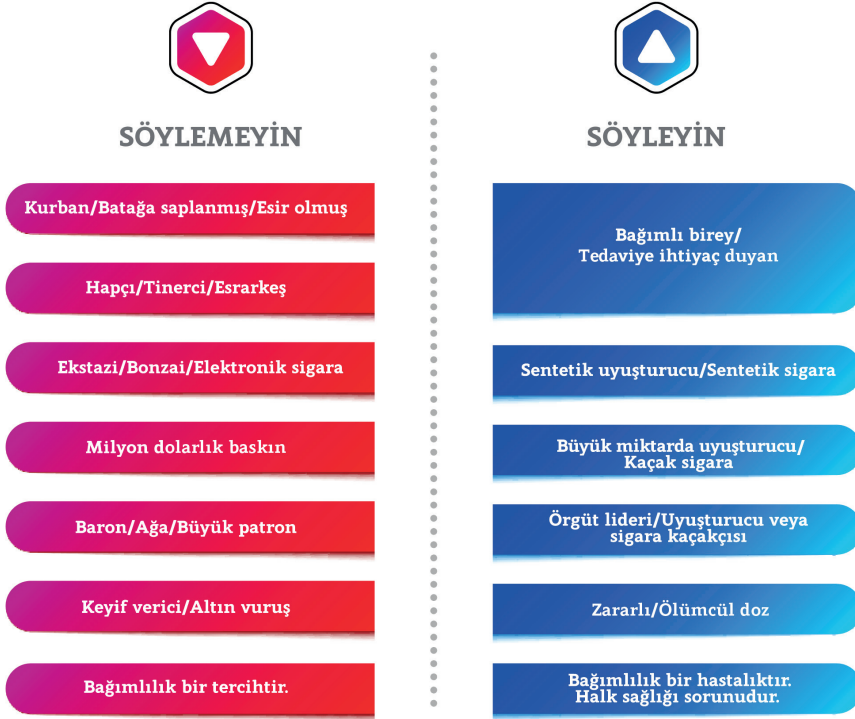 SÖYLEMEYİN
Kurban/Batağa saplanmış/Esir olmuş
Hapçı/Tinerci/Esrarkeş
Ekstazi/Bonzai/Elektronik sigara
Milyon dolarlık baskın
Baron/Ağa/Büyük patron
Keyif verici/Altın vuruş
Bağımlılık bir tercihtir.
SÖYLEYİN
Bağımlı birey/
Tedaviye ihtiyaç duyan
Sentetik uyuşturucu/Sentetik sigara
Büyük miktarda uyuşturucu/
Kaçak sigara
Örgüt lideri/Uyuşturucu veya
sigara kaçakçısı
Zararlı/Ölümcül doz
Bağımlılık bir hastalıktır.
Halk sağlığı sorunudur.